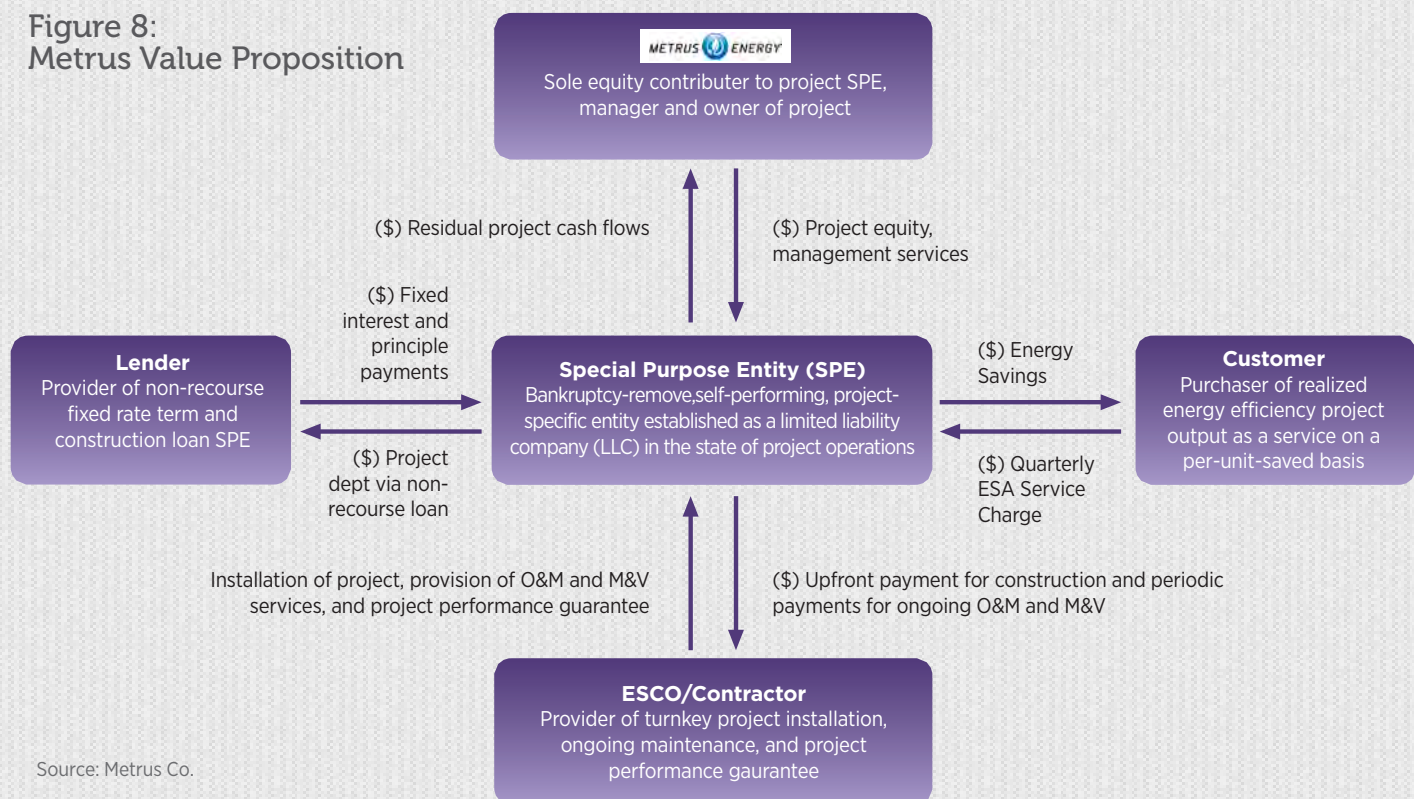 Figure 8:
Metrus Value Proposition
METRUS ENERGY
Sole equity contributer to project SPE,
manager and owner of project
($) Residual project cash flows
($) Project equity,
management services
($) Fixed
interest and
principle
payments
Lender
Provider of non-recourse
fixed rate term and
construction loan SPE
($) Project
dept via non-
recourse loan
Special Purpose Entity (SPE)
Bankruptcy-remove,self-performing, project-
specific entity established as a limited liability
company (LLC) in the state of project operations
($) Energy
Savings
($) Quarterly
ESA Service
Charge
Customer
Purchaser of realized
energy efficiency project
output as a service on a
per-unit-saved basis
Installation of project, provision of O&M and M&V
services, and project performance guarantee
($) Upfront payment for construction and periodic
payments for ongoing O&M and M&V
ESCO/Contractor
Provider of turnkey project installation,
ongoing maintenance, and project
performance gaurantee
Source: Metrus Co.